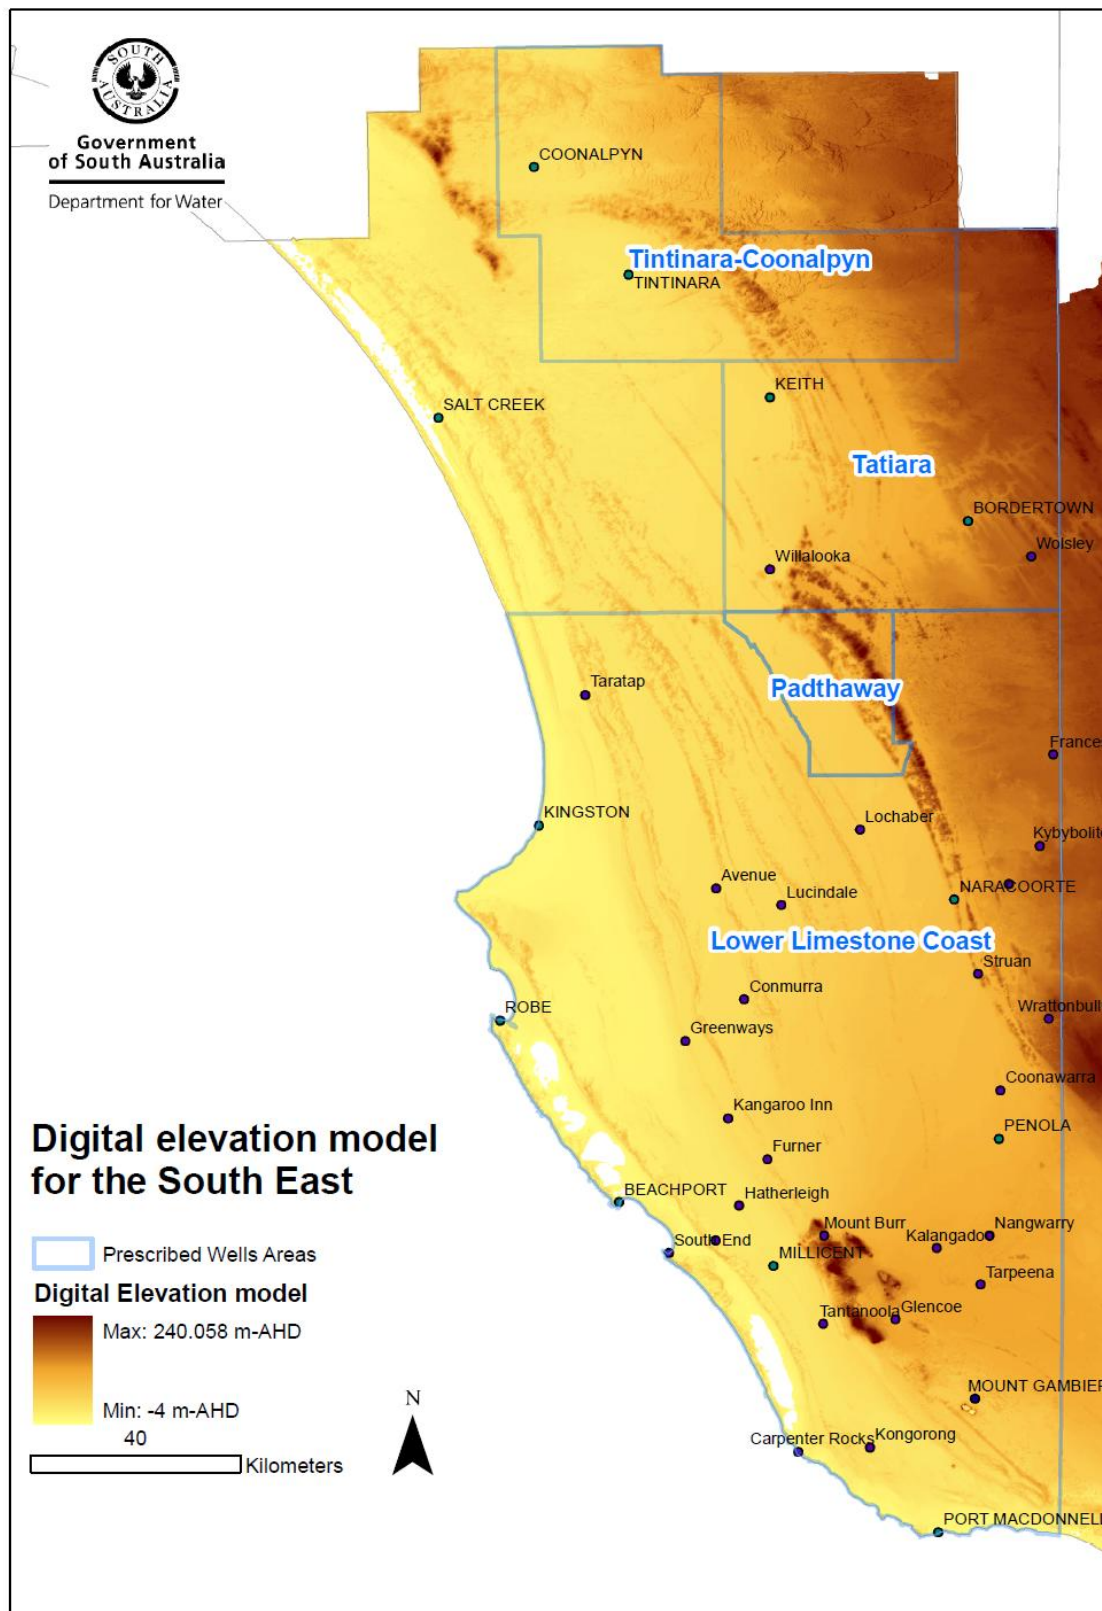 SOUTH
AUSTRALIA
Government
of South Australia
Department for Water
COONALPYN
Tintinara-Coonalpyn
TINTINARA
KEITH
SALT CREEK
Tatiara
BORDERTOWN
Wolsley
Willalooka
Taratap
Padthaway
Frances
KINGSTON
Lochaber
Kybybolite
Avenue
NARACOORTE
Lucindale
Lower Limestone Coast
Struan
Conmurra
ROBE
Wrattonbull
Greenways
Coonawarra
Kangaroo Inn
PENOLA
Digital elevation model
for the South East
Furner
BEACHPORT
Hatherleigh
Mount Burr
Nangwarry
Kalangadoo
South End
MILLICENT
Prescribed Wells Areas
Tarpeena
Digital Elevation model
Glencoe
Tantanoola
Max: 240.058 m-AHD
MOUNT GAMBIER
Min: -4 m-AHD
N
40
Kilometers
Carpenter Rocks
Kongorong
PORT MACDONNELL